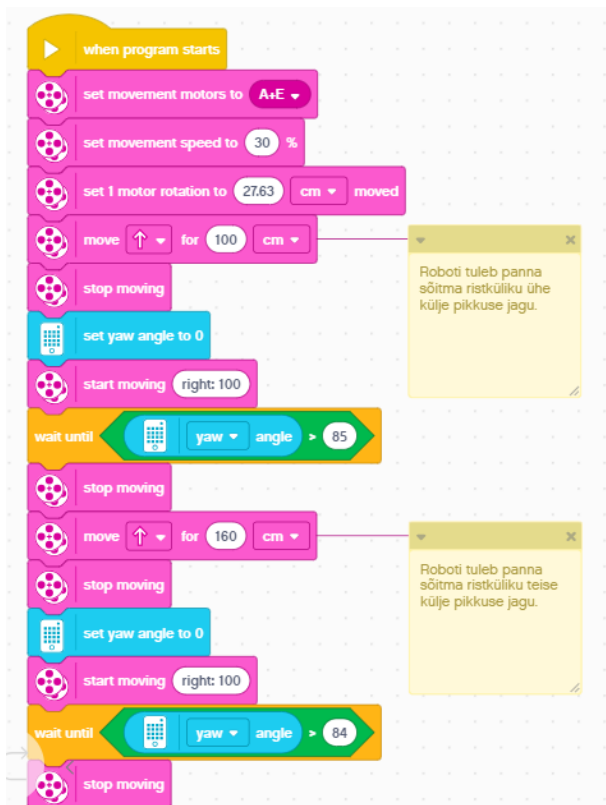 when program starts
set movement motors to A+E
set movement speed to 30 %
set 1 motor rotation to 27.63 cm moved
move for 100 cm
Roboti tuleb panna
sõitma ristküliku ühe
külje pikkuse jagu.
stop moving
set yaw angle to 0
start moving right: 100
wait until yaw angle > 85
stop moving
move for 160 cm
Roboti tuleb panna
sõitma ristküliku teise
külje pikkuse jagu.
stop moving
set yaw angle to 0
start moving right: 100
wait until yaw angle > 84
stop moving